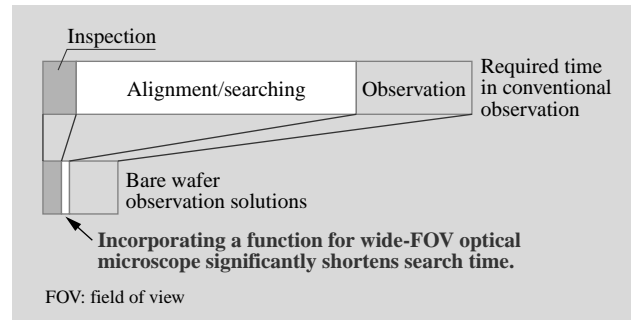 Inspection
Alignment/searching
Observation
Required time
in conventional
observation
Bare wafer
observation solutions
Incorporating a function for wide-FOV optical
microscope significantly shortens search time.
FOV: field of view